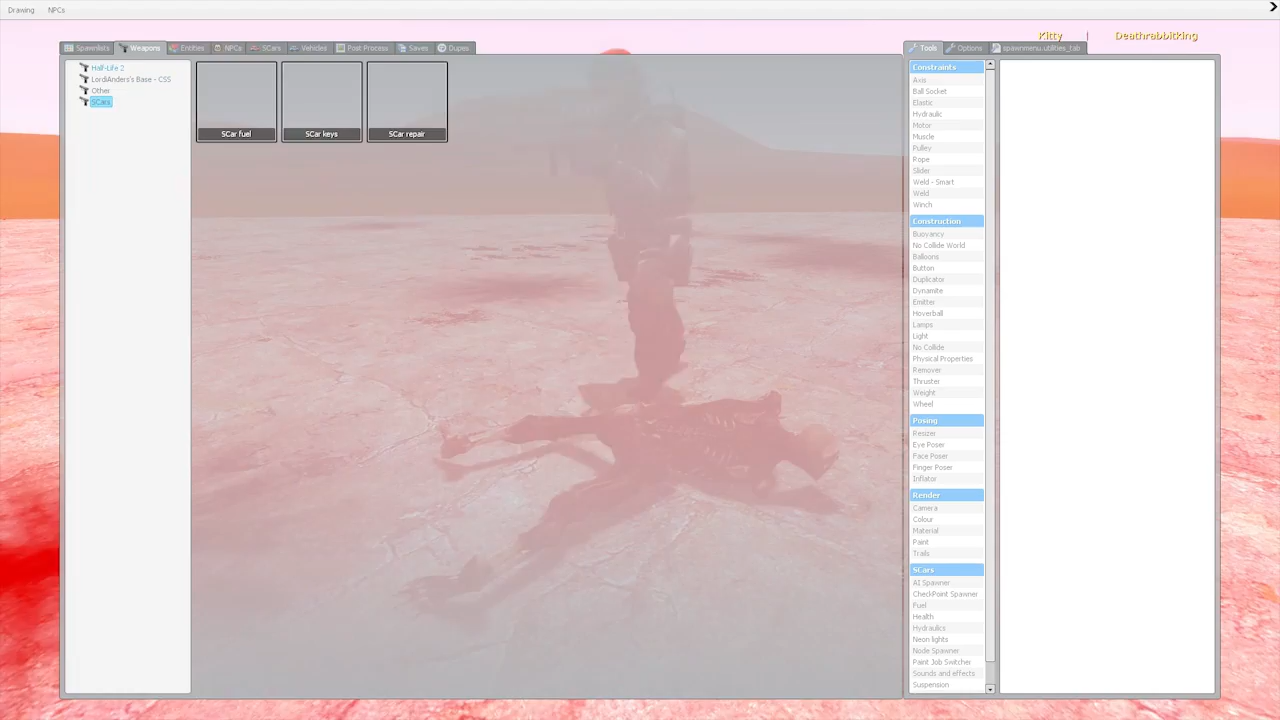 Drawing NPCs
Kitty | Deathrabbitking
Spawnlists Weapons Entities NPCs SCars Vehicles Post Process Saves Dupes
Half-Life 2
LordiAnders's Base - CSS
Other
SCars
SCar fuel SCar keys SCar repair
Tools Options spawnmenu.utilities_tab
Constraints
Axis
Ball Socket
Elastic
Hydraulic
Motor
Muscle
Pulley
Rope
Slider
Weld - Smart
Weld
Winch
Construction
Buoyancy
No Collide World
Balloons
Button
Duplicator
Dynamite
Emitter
Hoverball
Lamps
Light
No Collide
Physical Properties
Remover
Thruster
Weight
Wheel
Posing
Resizer
Eye Poser
Face Poser
Finger Poser
Inflator
Render
Camera
Colour
Material
Paint
Trails
SCars
AI Spawner
CheckPoint Spawner
Fuel
Health
Hydraulics
Neon lights
Node Spawner
Paint Job Switcher
Sounds and effects
Suspension